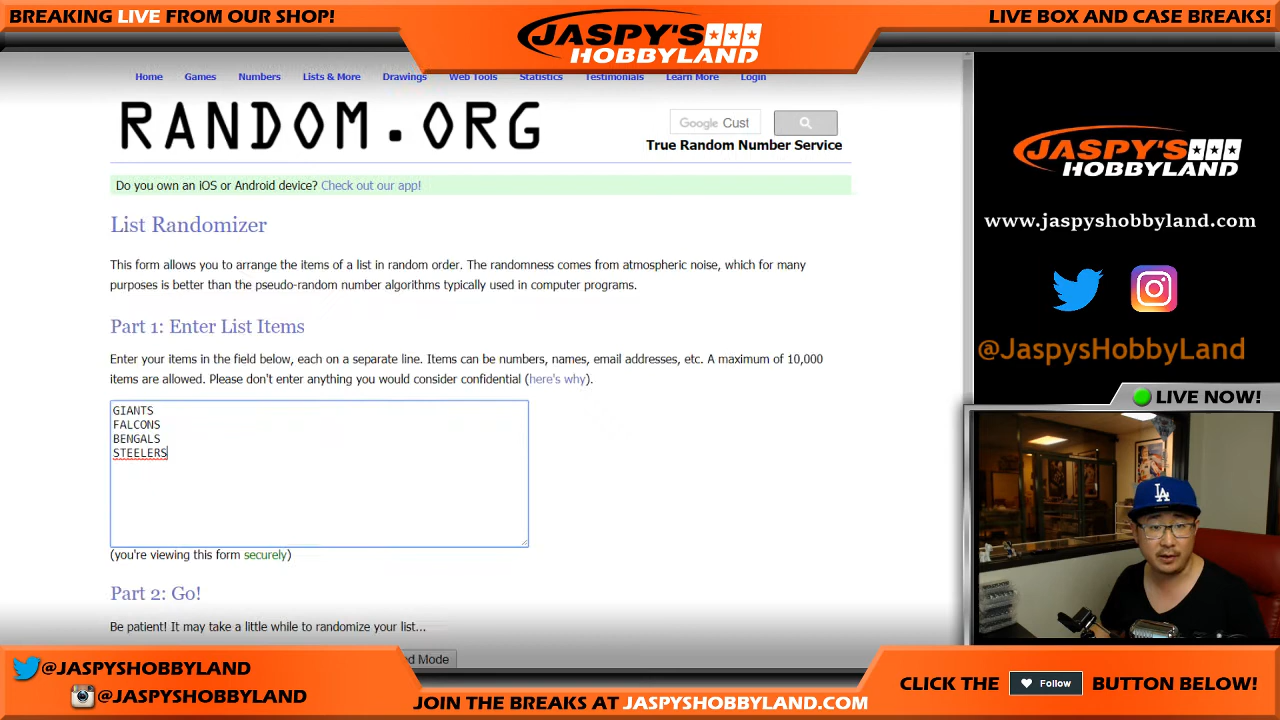 BREAKING LIVE FROM OUR SHOP!
JASPY'S
HOBBYLAND
LIVE BOX AND CASE BREAKS!
Home Games Numbers Lists & More Drawings Web Tools Statistics Testimonials Learn More Login
RANDOM.ORG
Google Cust
True Random Number Service
Do you own an iOS or Android device? Check out our app!
List Randomizer
This form allows you to arrange the items of a list in random order. The randomness comes from atmospheric noise, which for many
purposes is better than the pseudo-random number algorithms typically used in computer programs.
Part 1: Enter List Items
Enter your items in the field below, each on a separate line. Items can be numbers, names, email addresses, etc. A maximum of 10,000
items are allowed. Please don't enter anything you would consider confidential (here's why).
GIANTS
FALCONS
BENGALS
STEELERS
(you're viewing this form securely)
Part 2: Go!
Be patient! It may take a little while to randomize your list...
Mode
JASPY'S
HOBBYLAND
www.jaspyshobbyland.com
@JaspysHobbyLand
LIVE NOW!
LA
@JASPYSHOBBYLAND
@JASPYSHOBBYLAND
JOIN THE BREAKS AT JASPYSHOBBYLAND.COM
CLICK THE Follow BUTTON BELOW!